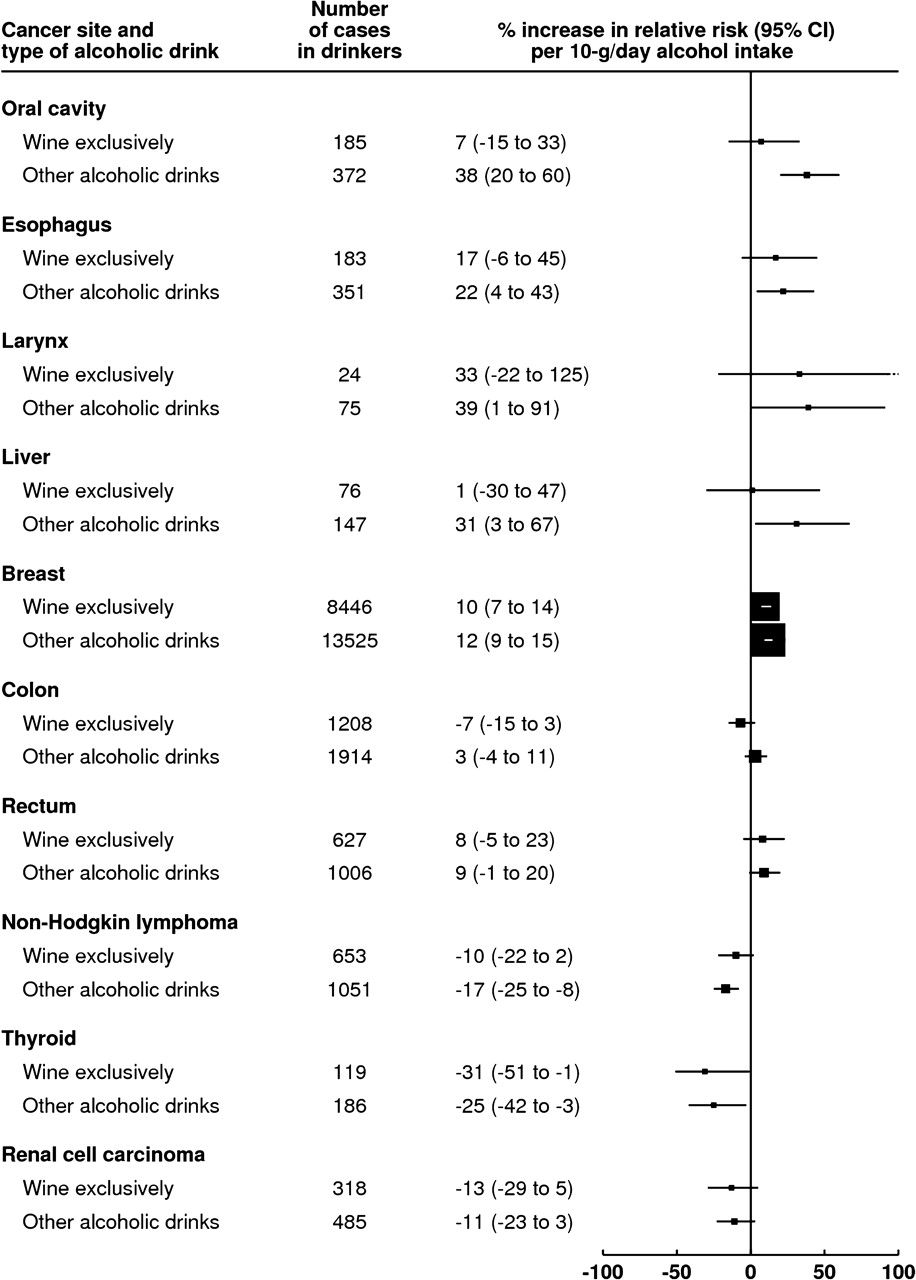 Cancer site and type of alcoholic drink
Number of cases in drinkers
% increase in relative risk (95% CI) per 10-g/day alcohol intake
Oral cavity
Wine exclusively 185 7 (-15 to 33)
Other alcoholic drinks 372 38 (20 to 60)
Esophagus
Wine exclusively 183 17 (-6 to 45)
Other alcoholic drinks 351 22 (4 to 43)
Larynx
Wine exclusively 24 33 (-22 to 125)
Other alcoholic drinks 75 39 (1 to 91)
Liver
Wine exclusively 76 1 (-30 to 47)
Other alcoholic drinks 147 31 (3 to 67)
Breast
Wine exclusively 8446 10 (7 to 14)
Other alcoholic drinks 13525 12 (9 to 15)
Colon
Wine exclusively 1208 -7 (-15 to 3)
Other alcoholic drinks 1914 3 (-4 to 11)
Rectum
Wine exclusively 627 8 (-5 to 23)
Other alcoholic drinks 1006 9 (-1 to 20)
Non-Hodgkin lymphoma
Wine exclusively 653 -10 (-22 to 2)
Other alcoholic drinks 1051 -17 (-25 to -8)
Thyroid
Wine exclusively 119 -31 (-51 to -1)
Other alcoholic drinks 186 -25 (-42 to -3)
Renal cell carcinoma
Wine exclusively 318 -13 (-29 to 5)
Other alcoholic drinks 485 -11 (-23 to 3)
-100 -50 0 50 100